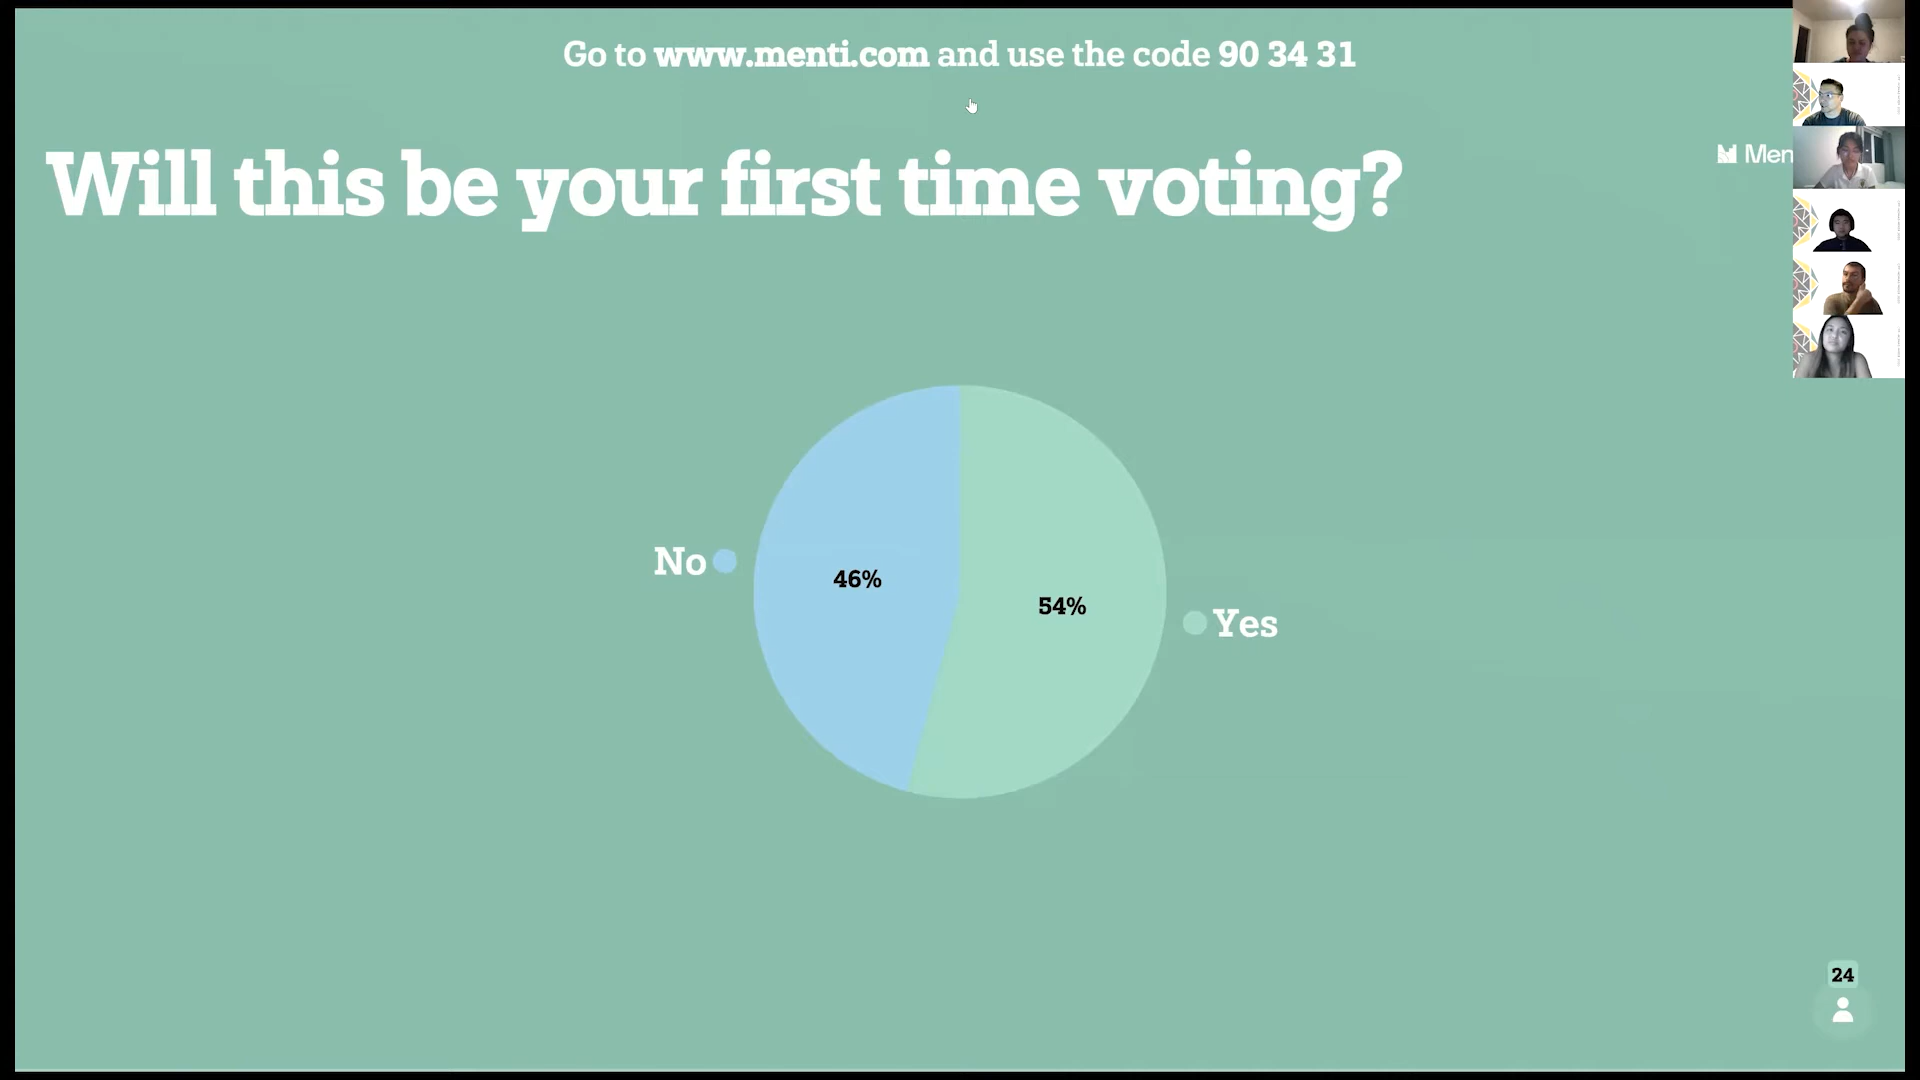 Go to www.menti.com and use the code 90 34 31
Will this be your first time voting?
Men
No
46%
54%
Yes
24